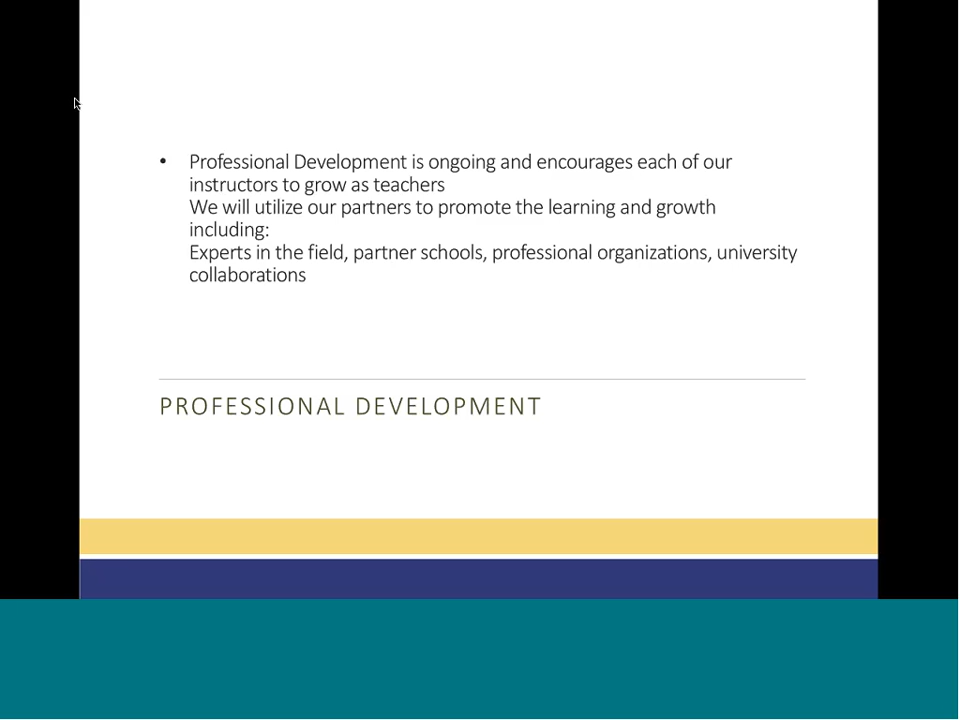 • Professional Development is ongoing and encourages each of our
instructors to grow as teachers
We will utilize our partners to promote the learning and growth
including:
Experts in the field, partner schools, professional organizations, university
collaborations
PROFESSIONAL DEVELOPMENT